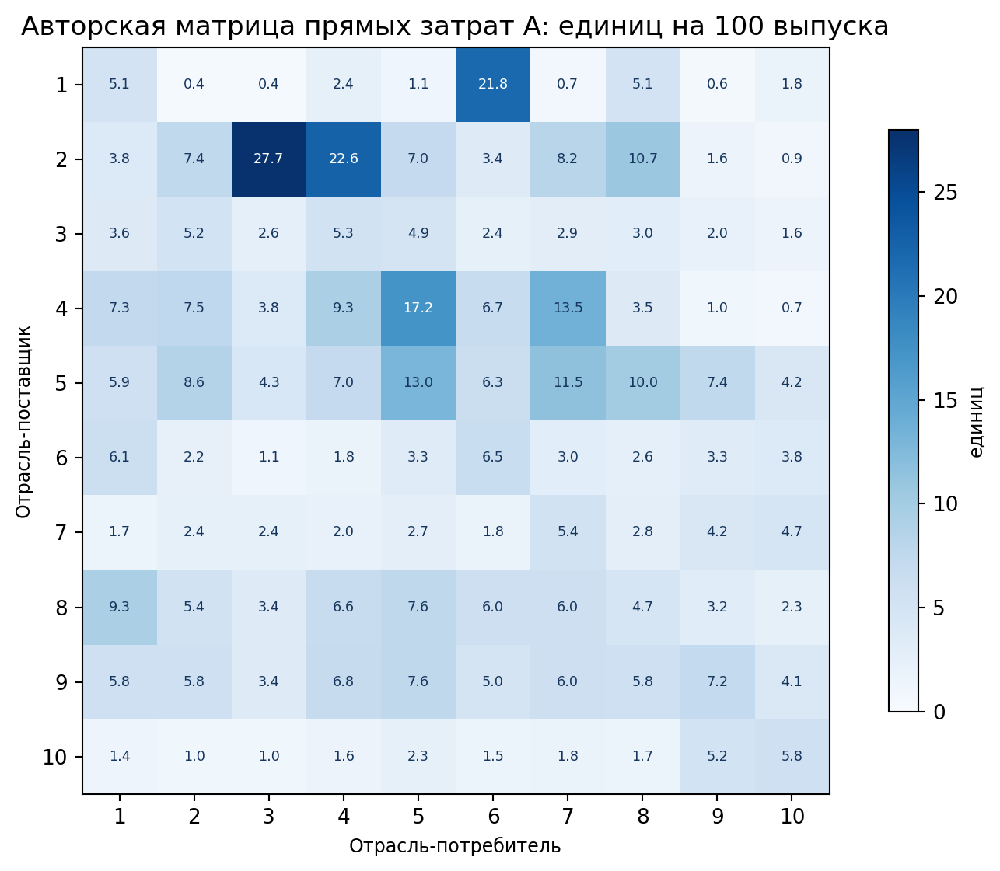 Авторская матрица прямых затрат A: единиц на 100 выпуска
Отрасль-поставщик
1 5.1 0.4 0.4 2.4 1.1 21.8 0.7 5.1 0.6 1.8
2 3.8 7.4 27.7 22.6 7.0 3.4 8.2 10.7 1.6 0.9
3 3.6 5.2 2.6 5.3 4.9 2.4 2.9 3.0 2.0 1.6
4 7.3 7.5 3.8 9.3 17.2 6.7 13.5 3.5 1.0 0.7
5 5.9 8.6 4.3 7.0 13.0 6.3 11.5 10.0 7.4 4.2
6 6.1 2.2 1.1 1.8 3.3 6.5 3.0 2.6 3.3 3.8
7 1.7 2.4 2.4 2.0 2.7 1.8 5.4 2.8 4.2 4.7
8 9.3 5.4 3.4 6.6 7.6 6.0 6.0 4.7 3.2 2.3
9 5.8 5.8 3.4 6.8 7.6 5.0 6.0 5.8 7.2 4.1
10 1.4 1.0 1.0 1.6 2.3 1.5 1.8 1.7 5.2 5.8
1 2 3 4 5 6 7 8 9 10
Отрасль-потребитель
25
20
15
10
5
0
единиц